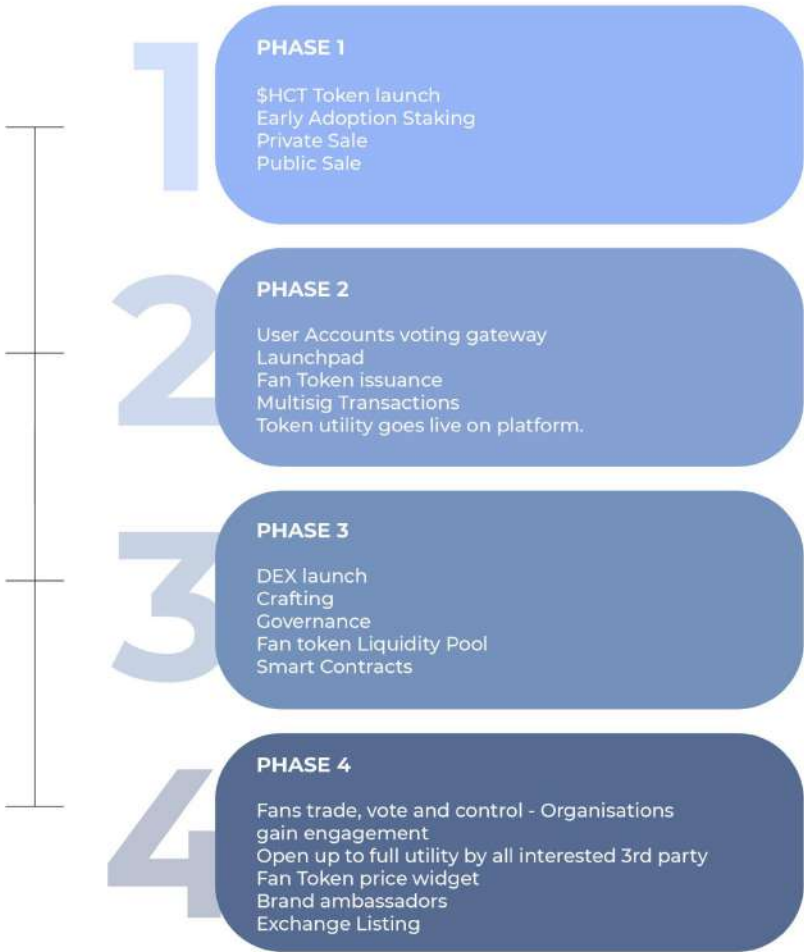 1
PHASE 1
$HCT Token launch
Early Adoption Staking
Private Sale
Public Sale
2
PHASE 2
User Accounts voting gateway
Launchpad
Fan Token issuance
Multisig Transactions
Token utility goes live on platform.
3
PHASE 3
DEX launch
Crafting
Governance
Fan token Liquidity Pool
Smart Contracts
4
PHASE 4
Fans trade, vote and control - Organisations
gain engagement
Open up to full utility by all interested 3rd party
Fan Token price widget
Brand ambassadors
Exchange Listing